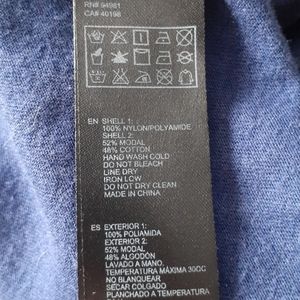 RN# 54981
CA# 40198
EN SHELL 1:
100% NYLON/POLYAMIDE
SHELL 2:
52% MODAL
48% COTTON
HAND WASH COLD
DO NOT BLEACH
LINE DRY
IRON LOW
DO NOT DRY CLEAN
MADE IN CHINA
ES EXTERIOR 1:
100% POLIAMIDA
EXTERIOR 2:
52% MODAL
48% ALGODÓN
LAVADO A MANO.
TEMPERATURA MÁXIMA 30ºC
NO BLANQUEAR
SECAR COLGADO
PLANCHADO A TEMPERATURA